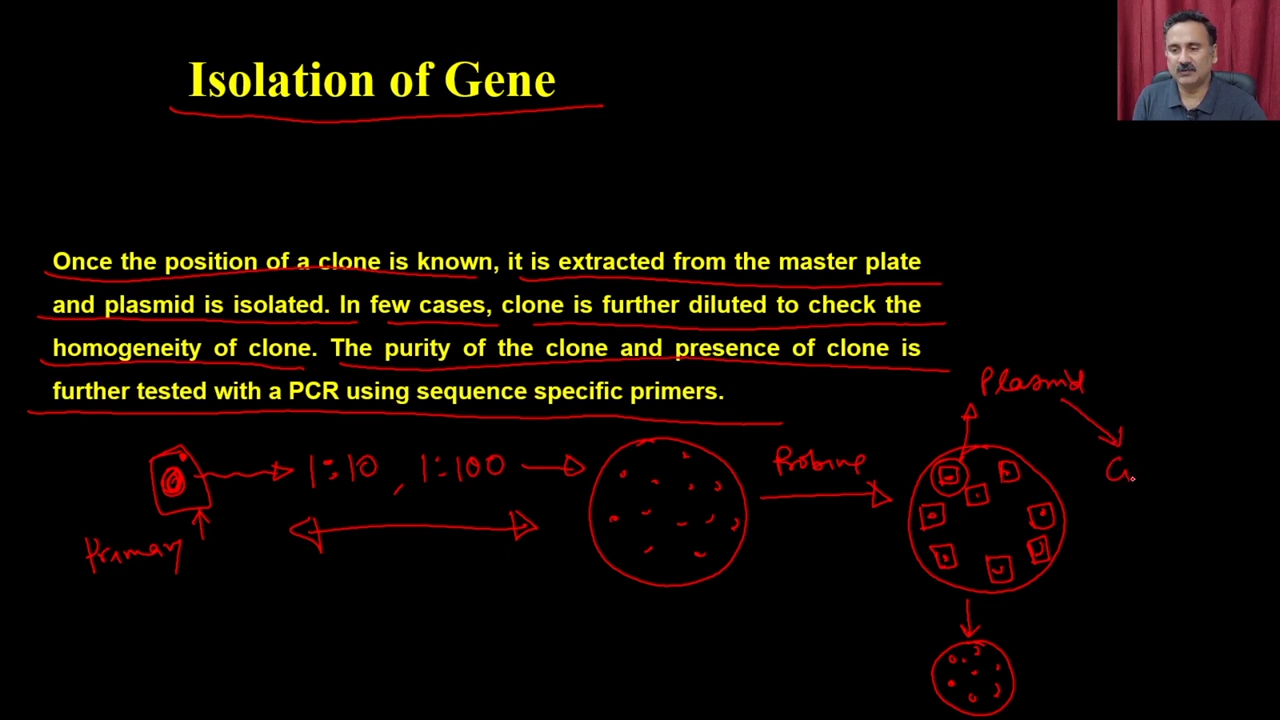 Isolation of Gene
Once the position of a clone is known, it is extracted from the master plate
and plasmid is isolated. In few cases, clone is further diluted to check the
homogeneity of clone. The purity of the clone and presence of clone is
further tested with a PCR using sequence specific primers.
Plasmid
1:10, 1:100
Primary